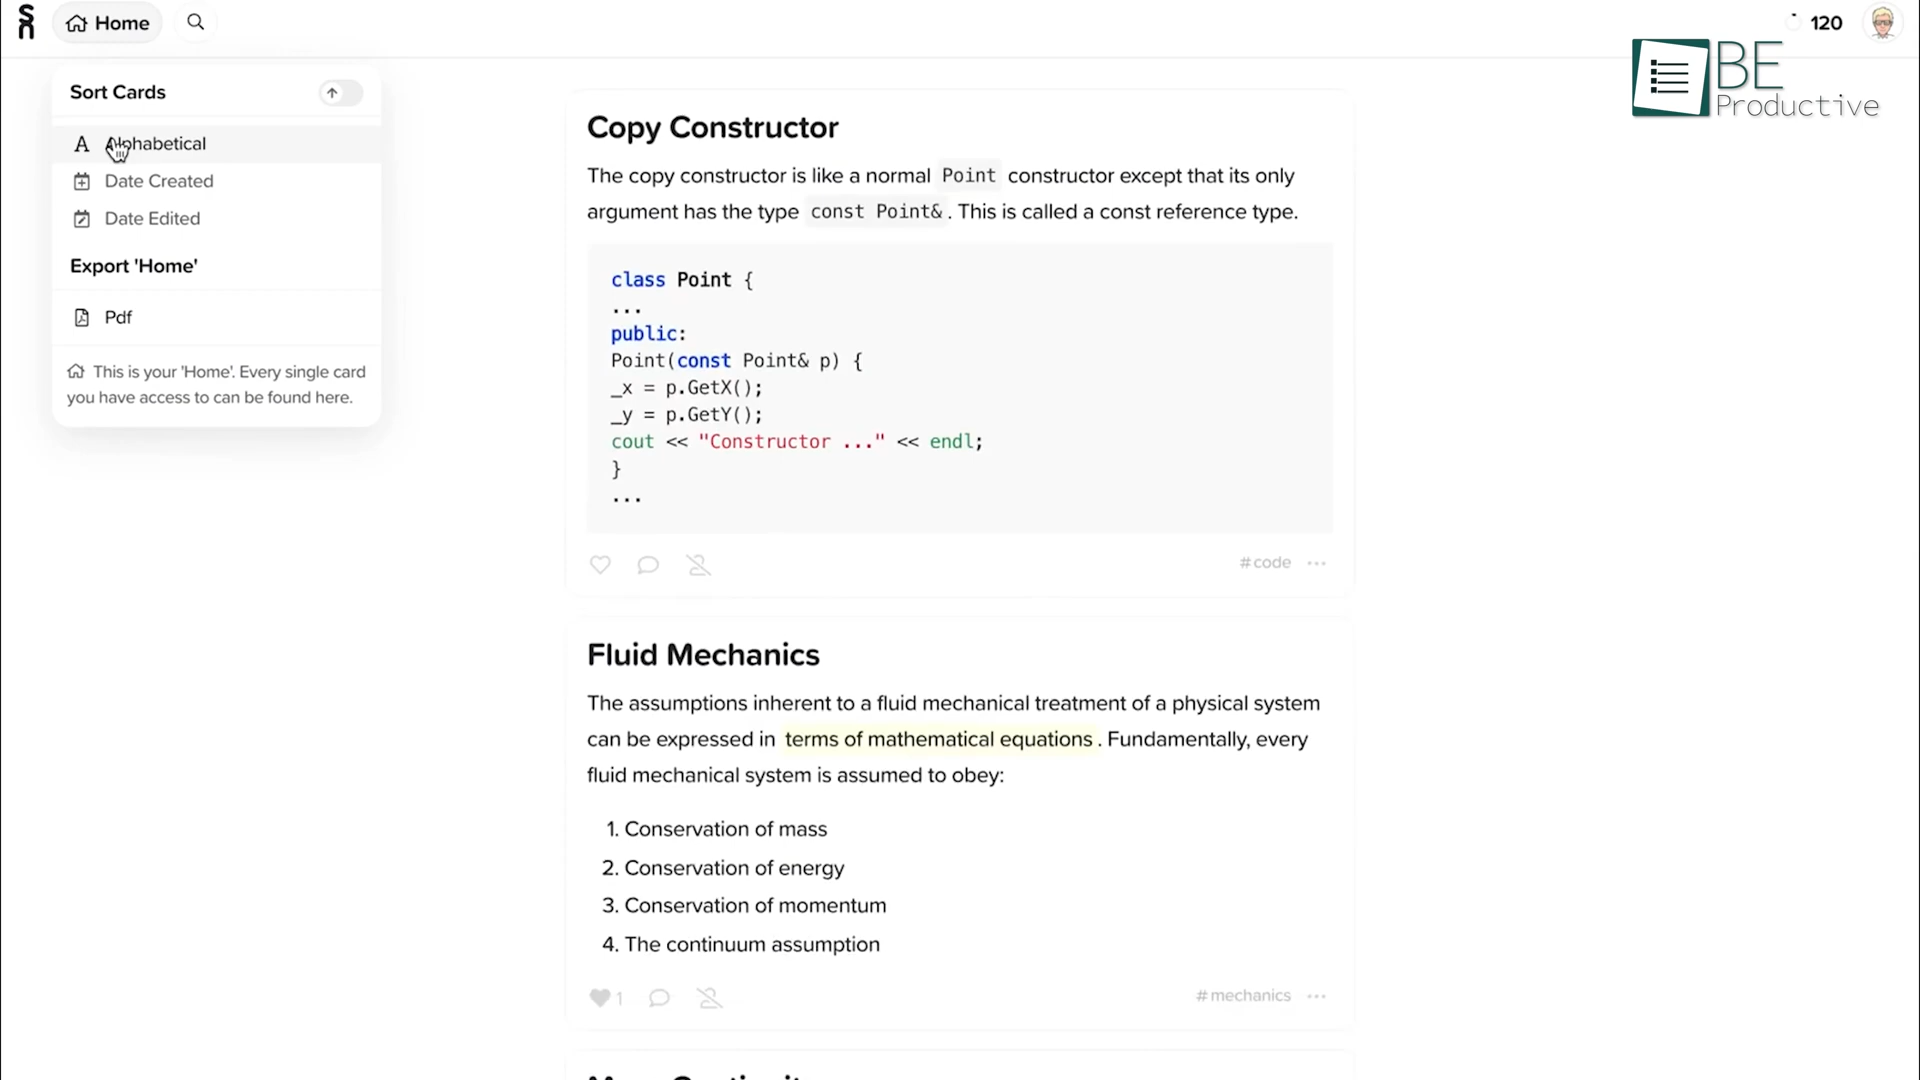 Home
120
BE
Productive
Sort Cards
Alphabetical
Date Created
Date Edited
Export 'Home'
Pdf
This is your 'Home'. Every single card
you have access to can be found here.
Copy Constructor
The copy constructor is like a normal Point constructor except that its only
argument has the type const Point&. This is called a const reference type.
class Point {
...
public:
Point(const Point& p) {
_x = p.GetX();
_y = p.GetY();
cout << "Constructor ..." << endl;
}
...
#code
Fluid Mechanics
The assumptions inherent to a fluid mechanical treatment of a physical system
can be expressed in terms of mathematical equations. Fundamentally, every
fluid mechanical system is assumed to obey:
1. Conservation of mass
2. Conservation of energy
3. Conservation of momentum
4. The continuum assumption
1
#mechanics